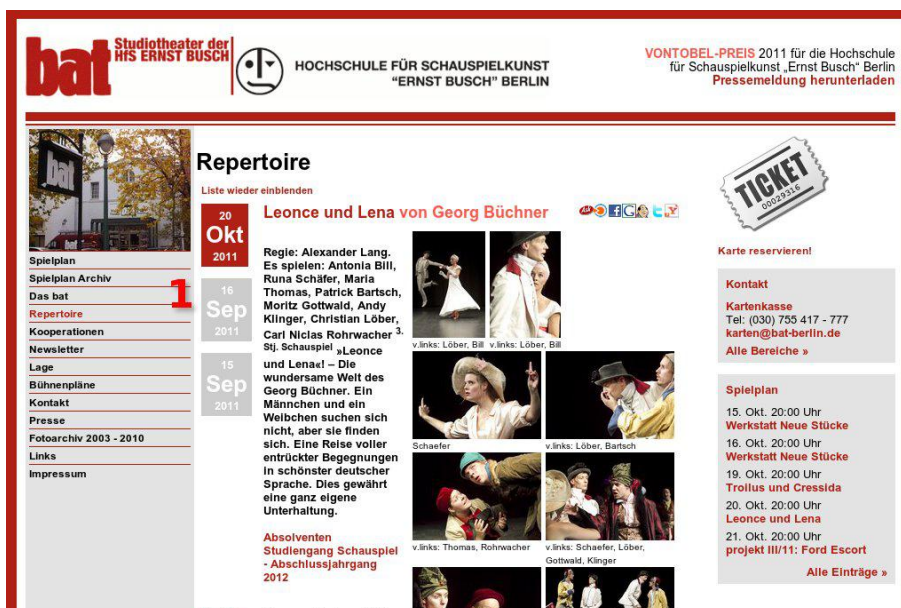 bat Studiotheater der
HfS ERNST BUSCH
HOCHSCHULE FÜR SCHAUSPIELKUNST
"ERNST BUSCH" BERLIN
VONTOBEL-PREIS 2011 für die Hochschule
für Schauspielkunst „Ernst Busch“ Berlin
Pressemeldung herunterladen
bat
Spielplan
Spielplan Archiv
Das bat
Repertoire
Kooperationen
Newsletter
Lage
Bühnenpläne
Kontakt
Presse
Fotoarchiv 2003 - 2010
Links
Impressum
1
Repertoire
Liste wieder einblenden
20
Okt
2011
16
Sep
2011
15
Sep
2011
Leonce und Lena von Georg Büchner
Regie: Alexander Lang.
Es spielen: Antonia Bill,
Runa Schäfer, Maria
Thomas, Patrick Bartsch,
Moritz Gottwald, Andy
Klinger, Christian Löber,
Carl Niclas Rohrwacher 3.
Stj. Schauspiel »Leonce
und Lena«! – Die
wundersame Welt des
Georg Büchner. Ein
Männchen und ein
Weibchen suchen sich
nicht, aber sie finden
sich. Eine Reise voller
entrückter Begegnungen
in schönster deutscher
Sprache. Dies gewährt
eine ganz eigene
Unterhaltung.
Absolventen
Studiengang Schauspiel
- Abschlussjahrgang
2012
v.links: Löber, Bill
v.links: Löber, Bill
Schaefer
v.links: Löber, Bartsch
v.links: Thomas, Rohrwacher
v.links: Schaefer, Löber,
Gottwald, Klinger
TICKET
00029316
Karte reservieren!
Kontakt
Kartenkasse
Tel: (030) 755 417 - 777
karten@bat-berlin.de
Alle Bereiche »
Spielplan
15. Okt. 20:00 Uhr
Werkstatt Neue Stücke
16. Okt. 20:00 Uhr
Werkstatt Neue Stücke
19. Okt. 20:00 Uhr
Troilus und Cressida
20. Okt. 20:00 Uhr
Leonce und Lena
21. Okt. 20:00 Uhr
projekt III/11: Ford Escort
Alle Einträge »